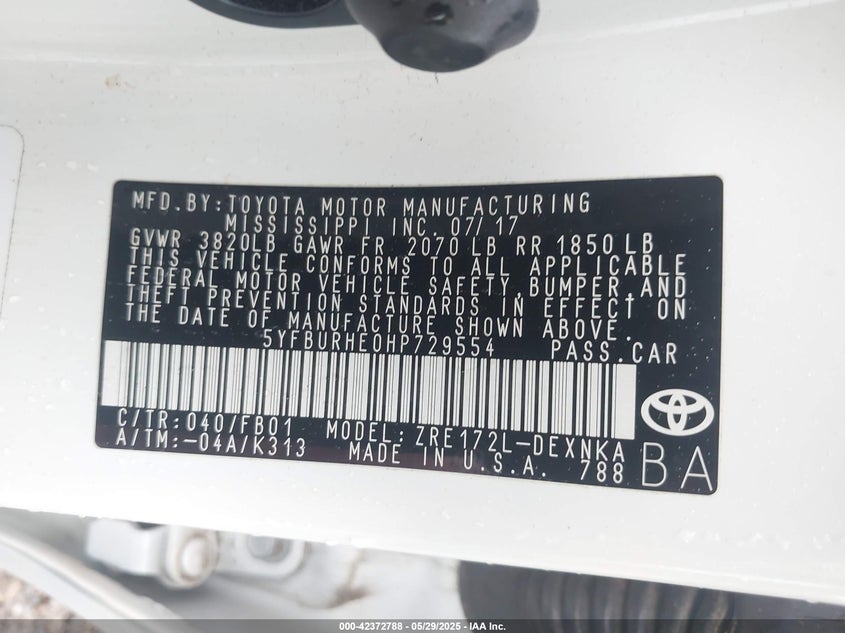 MFD.BY:TOYOTA MOTOR MANUFACTURING
MISSISSIPPI INC. 07/17
GVWR 3820LB GAWR FR 2070 LB RR 1850 LB
THIS VEHICLE CONFORMS TO ALL APPLICABLE
FEDERAL MOTOR VEHICLE SAFETY,BUMPER,AND
THEFT PREVENTION STANDARDS IN EFFECT ON
THE DATE OF MANUFACTURE SHOWN ABOVE.
5YFBURHE0HP729554 PASS.CAR
C/TR:040/FB01 MODEL:ZRE172L-DEXNKA
A/TM:-04A/K313 MADE IN U.S.A. 788
BA
000-42372788 - 05/29/2025 - IAA Inc.